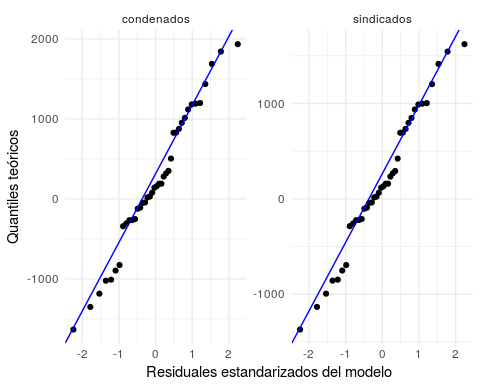 condenados
sindicados
Quantiles teóricos
2000
1000
0
-1000
1000
0
-1000
-2 -1 0 1 2
-2 -1 0 1 2
Residuales estandarizados del modelo